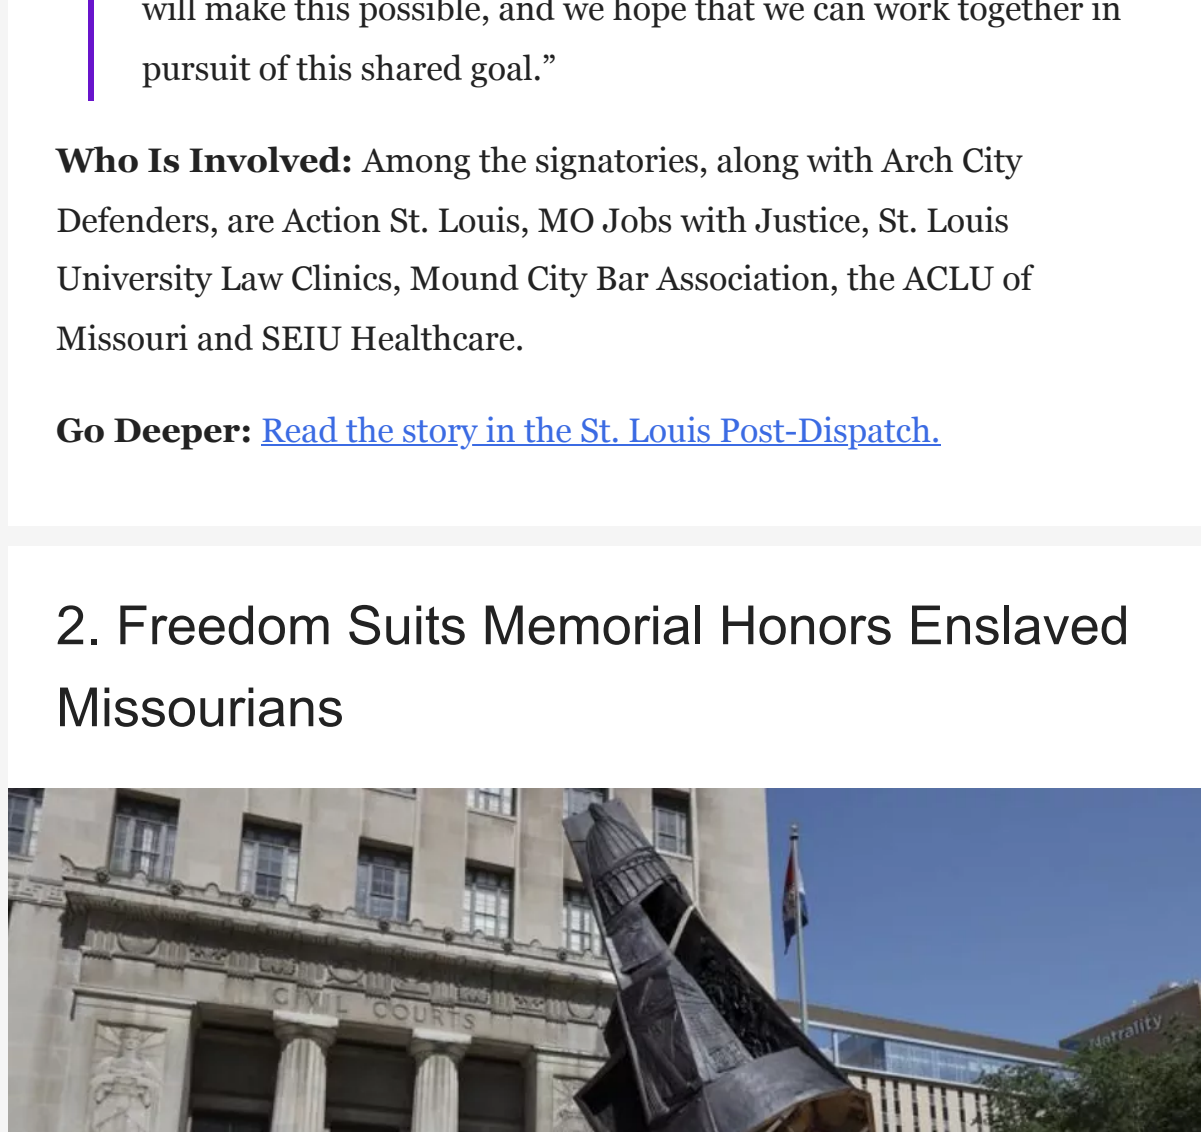 will make this possible, and we hope that we can work together in
pursuit of this shared goal.”
Who Is Involved: Among the signatories, along with Arch City
Defenders, are Action St. Louis, MO Jobs with Justice, St. Louis
University Law Clinics, Mound City Bar Association, the ACLU of
Missouri and SEIU Healthcare.
Go Deeper: Read the story in the St. Louis Post-Dispatch.
2. Freedom Suits Memorial Honors Enslaved
Missourians
CIVIL COURTS